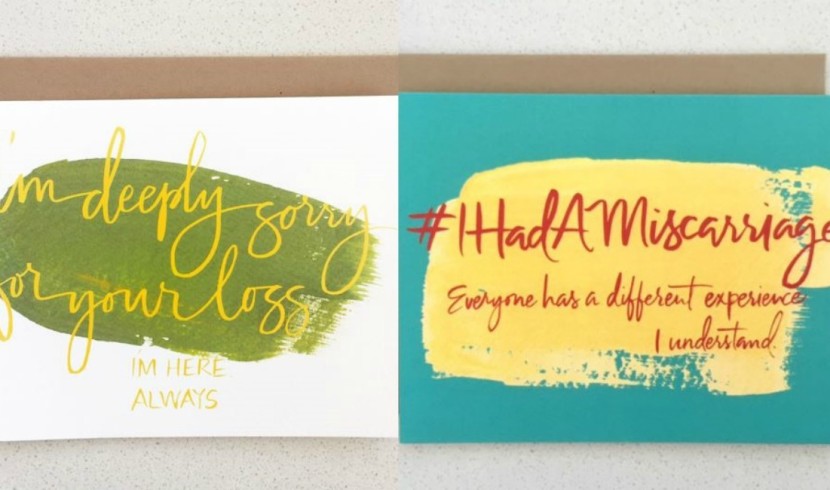 'm deeply sorry
for your loss
IM HERE
ALWAYS
#IHadAMiscarriage
Everyone has a different experience
I understand.